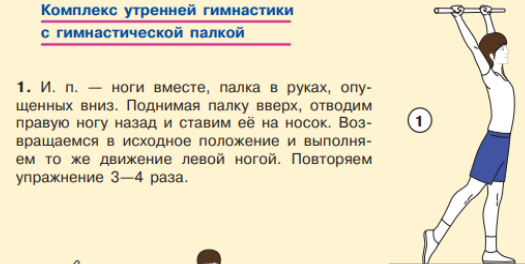 Комплекс утренней гимнастики
с гимнастической палкой
1. И. п. — ноги вместе, палка в руках, опу-
щенных вниз. Поднимая палку вверх, отводим
правую ногу назад и ставим её на носок. Воз-
вращаемся в исходное положение и выполня-
ем то же движение левой ногой. Повторяем
упражнение 3—4 раза.
1